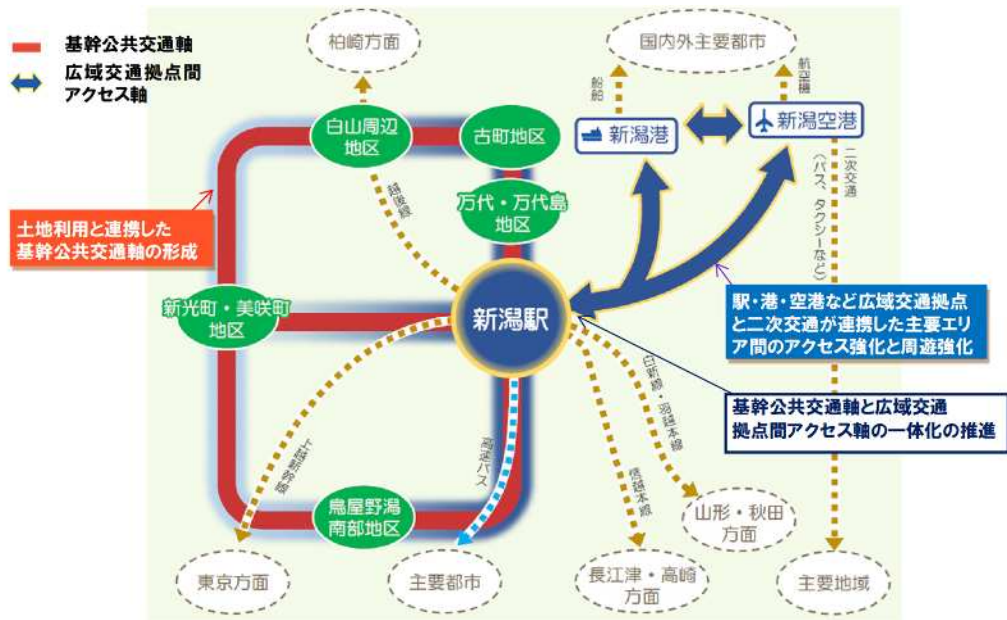 基幹公共交通軸
広域交通拠点間
アクセス軸
柏崎方面
国内外主要都市
船舶
航空機
白山周辺
地区
古町地区
新潟港
新潟空港
二次交通
（バス、タクシーなど）
越後線
万代・万代島
地区
土地利用と連携した
基幹公共交通軸の形成
新光町・美咲町
地区
新潟駅
駅・港・空港など広域交通拠点
と二次交通が連携した主要エリ
ア間のアクセス強化と周遊強化
白新線・羽越本線
基幹公共交通軸と広域交通
拠点間アクセス軸の一体化の推進
上越新幹線
高速バス
信越本線
鳥屋野潟
南部地区
山形・秋田
方面
東京方面
主要都市
長江津・高崎
方面
主要地域